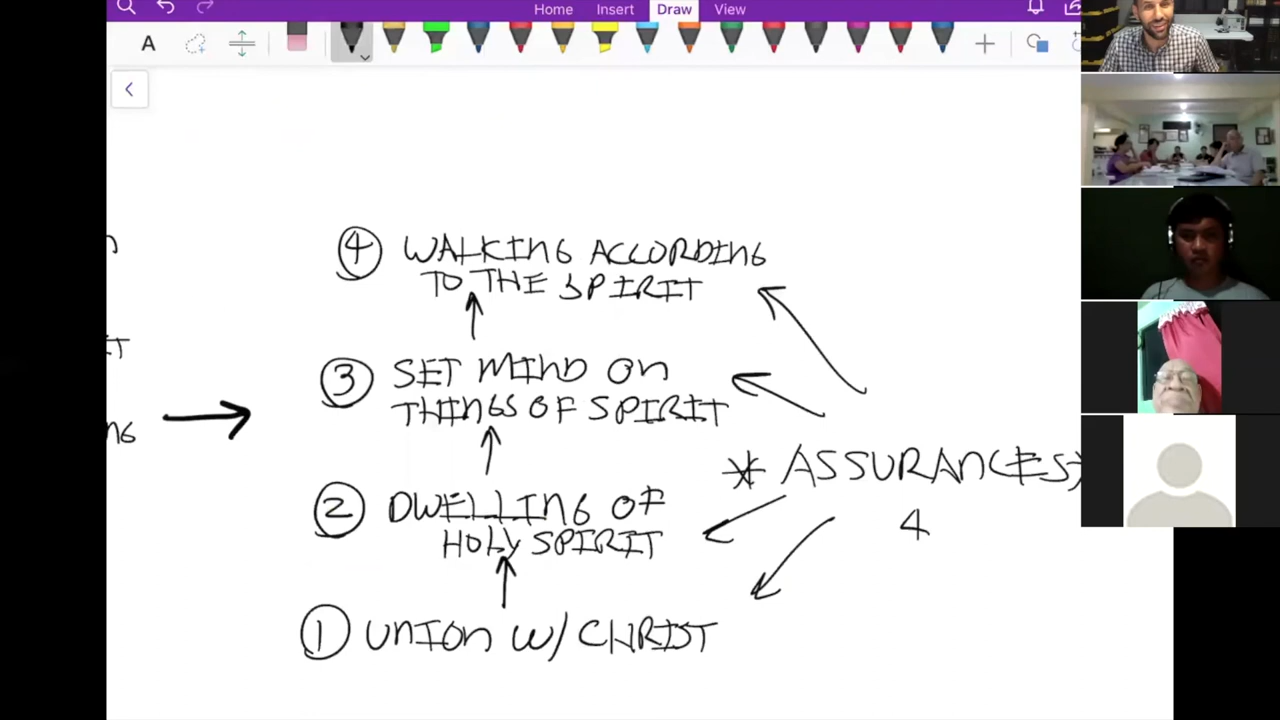 Home Insert Draw View
A
④ WALKING ACCORDING
TO THE SPIRIT
③ SET MIND ON
THINGS OF SPIRIT
* ASSURANCES
② DWELLING OF
HOLY SPIRIT
4
① UNION W/ CHRIST